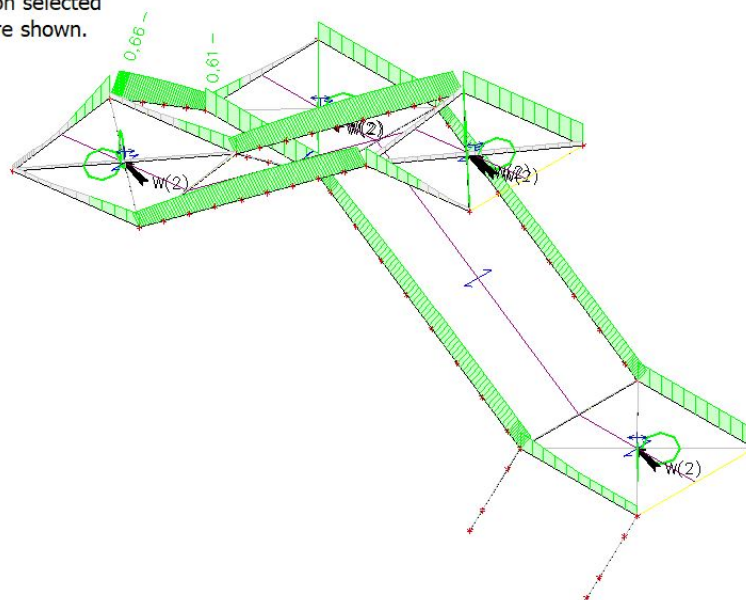 on selected
re shown.
0,66 –
0,61 –
W(2)
W(2)
W(2)
W(2)